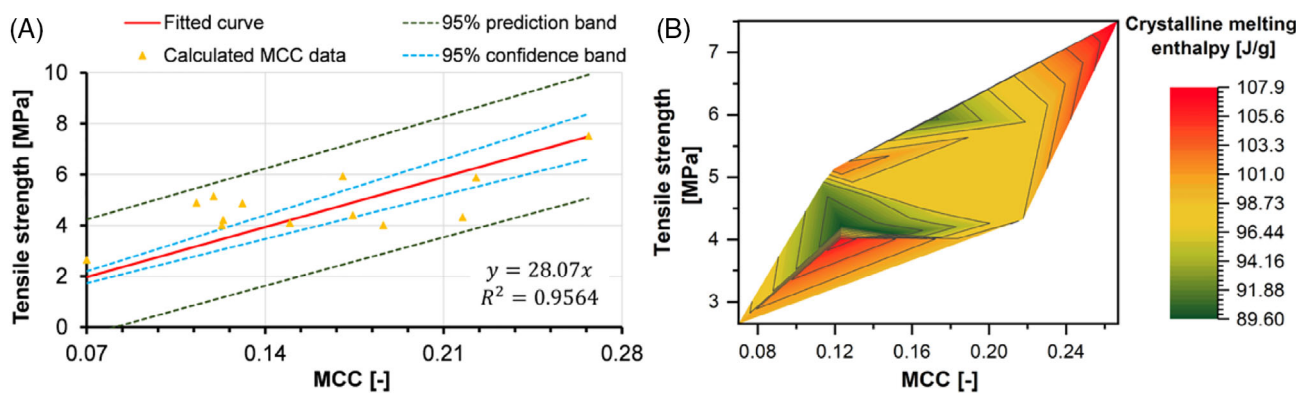 (A)
Fitted curve
95% prediction band
Calculated MCC data
95% confidence band
Tensile strength [MPa]
10
8
6
4
2
0
y = 28.07x
R² = 0.9564
0.07
0.14
0.21
0.28
MCC [-]
(B)
Tensile strength
[MPa]
7
6
5
4
3
0.08
0.12
0.16
0.20
0.24
MCC [-]
Crystalline melting
enthalpy [J/g]
107.9
105.6
103.3
101.0
98.73
96.44
94.16
91.88
89.60